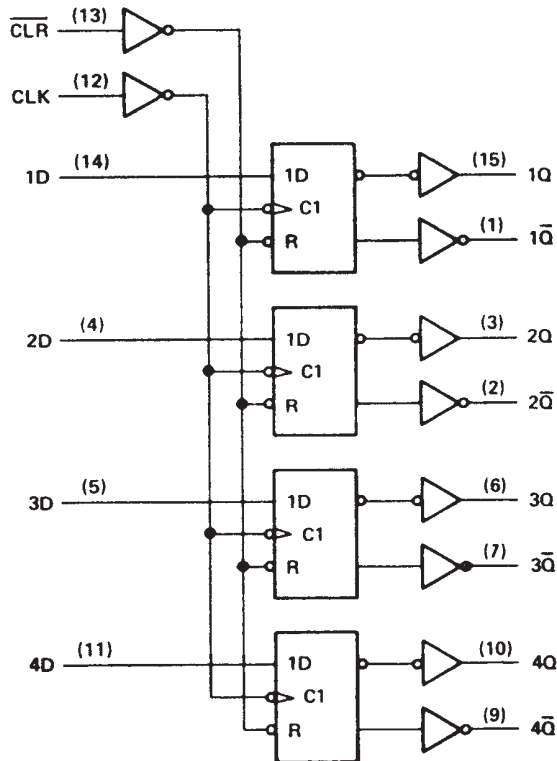 C̅L̅R̅ (13)
CLK (12)
1D (14) 1D (15) 1Q
C1
R (1) 1Q̅
2D (4) 1D (3) 2Q
C1
R (2) 2Q̅
3D (5) 1D (6) 3Q
C1
R (7) 3Q̅
4D (11) 1D (10) 4Q
C1
R (9) 4Q̅